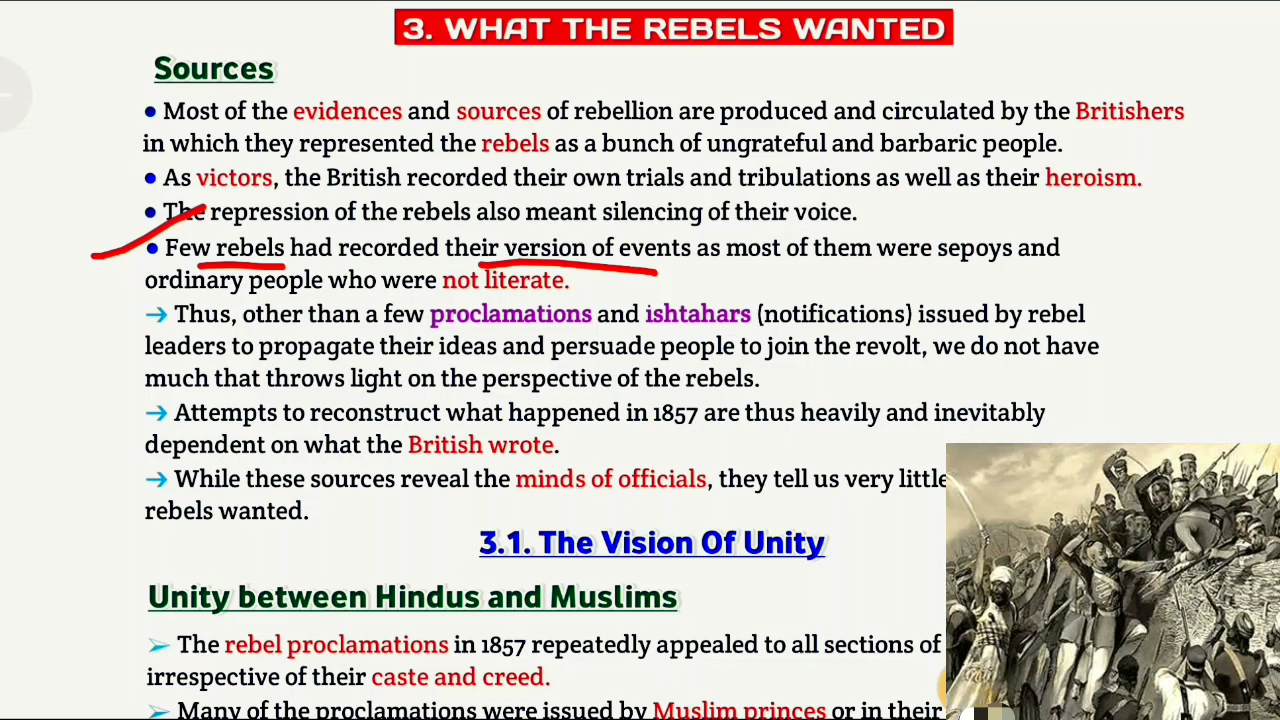 3. WHAT THE REBELS WANTED
Sources
● Most of the evidences and sources of rebellion are produced and circulated by the Britishers
in which they represented the rebels as a bunch of ungrateful and barbaric people.
● As victors, the British recorded their own trials and tribulations as well as their heroism.
● The repression of the rebels also meant silencing of their voice.
● Few rebels had recorded their version of events as most of them were sepoys and
ordinary people who were not literate.
→ Thus, other than a few proclamations and ishtahars (notifications) issued by rebel
leaders to propagate their ideas and persuade people to join the revolt, we do not have
much that throws light on the perspective of the rebels.
→ Attempts to reconstruct what happened in 1857 are thus heavily and inevitably
dependent on what the British wrote.
→ While these sources reveal the minds of officials, they tell us very little
rebels wanted.
3.1. The Vision Of Unity
Unity between Hindus and Muslims
➢ The rebel proclamations in 1857 repeatedly appealed to all sections of
irrespective of their caste and creed.
➢ Many of the proclamations were issued by Muslim princes or in their